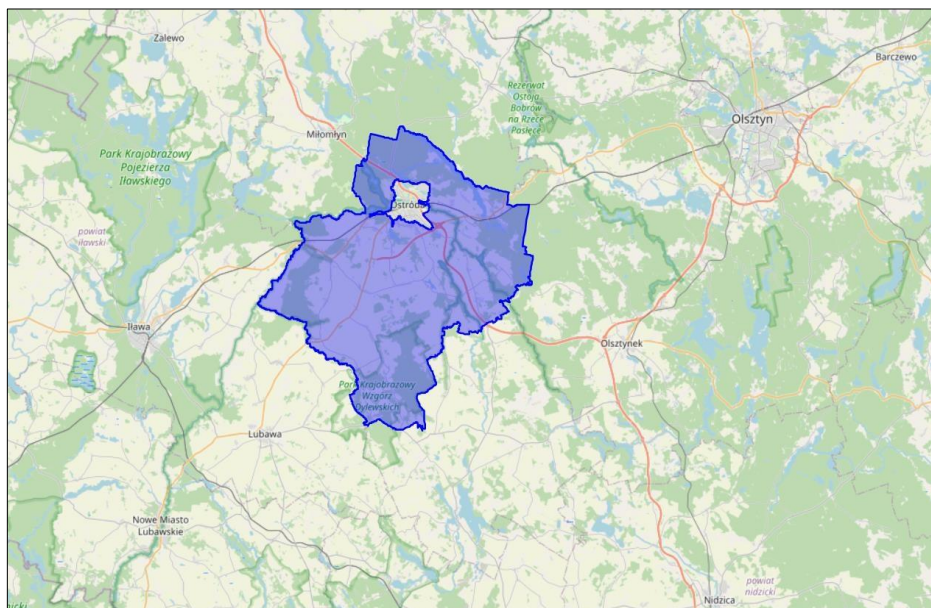 Zalewo
Barczewo
Rezerwat
Ostoja
Bobrów
na Rzece
Pasłęce
Olsztyn
Miłomłyn
Park Krajobrazowy
Pojezierza
Iławskiego
Ostróda
powiat
iławski
Iława
Olsztynek
Park Krajobrazowy
Wzgórz
Dylewskich
Lubawa
Nowe Miasto
Lubawskie
powiat
nidzicki
Nidzica